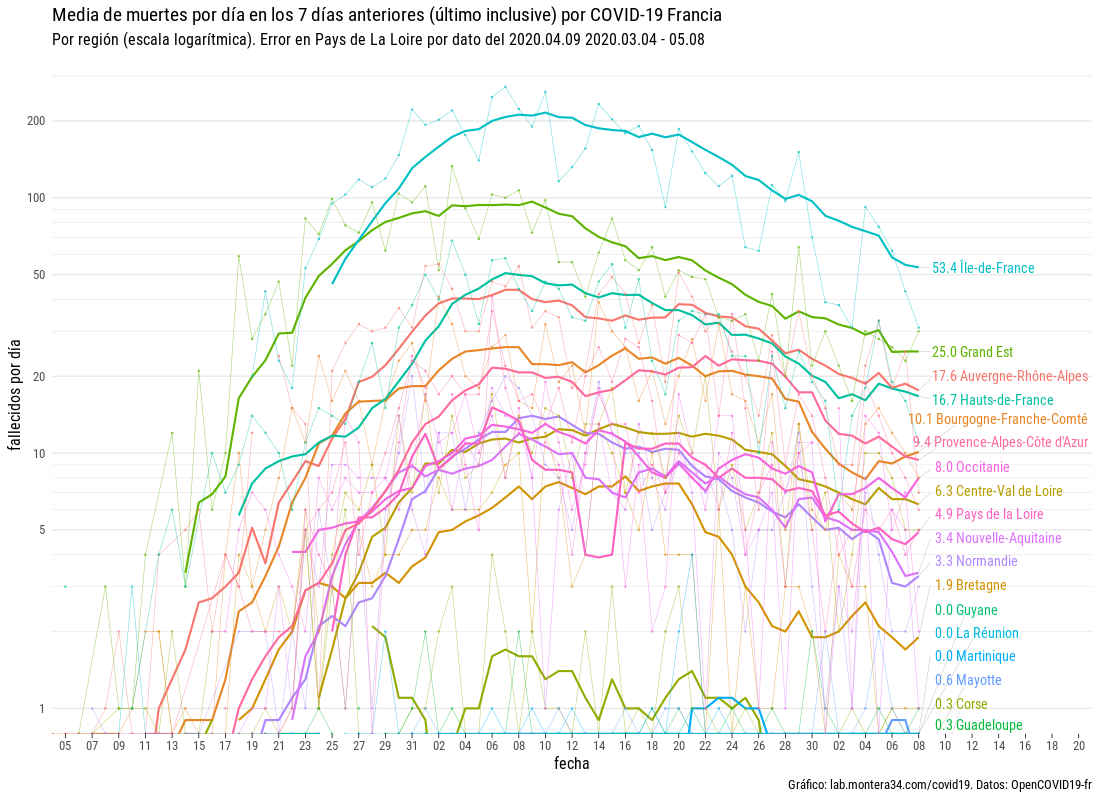 Media de muertes por día en los 7 días anteriores (último inclusive) por COVID-19 Francia
Por región (escala logarítmica). Error en Pays de La Loire por dato del 2020.04.09 2020.03.04 - 05.08
fallecidos por día
200
100
50
20
10
5
1
53.4 Île-de-France
25.0 Grand Est
17.6 Auvergne-Rhône-Alpes
16.7 Hauts-de-France
10.1 Bourgogne-Franche-Comté
9.4 Provence-Alpes-Côte d'Azur
8.0 Occitanie
6.3 Centre-Val de Loire
4.9 Pays de la Loire
3.4 Nouvelle-Aquitaine
3.3 Normandie
1.9 Bretagne
0.0 Guyane
0.0 La Réunion
0.0 Martinique
0.6 Mayotte
0.3 Corse
0.3 Guadeloupe
05 07 09 11 13 15 17 19 21 23 25 27 29 31 02 04 06 08 10 12 14 16 18 20 22 24 26 28 30 02 04 06 08 10 12 14 16 18 20
fecha
Gráfico: lab.montera34.com/covid19. Datos: OpenCOVID19-fr